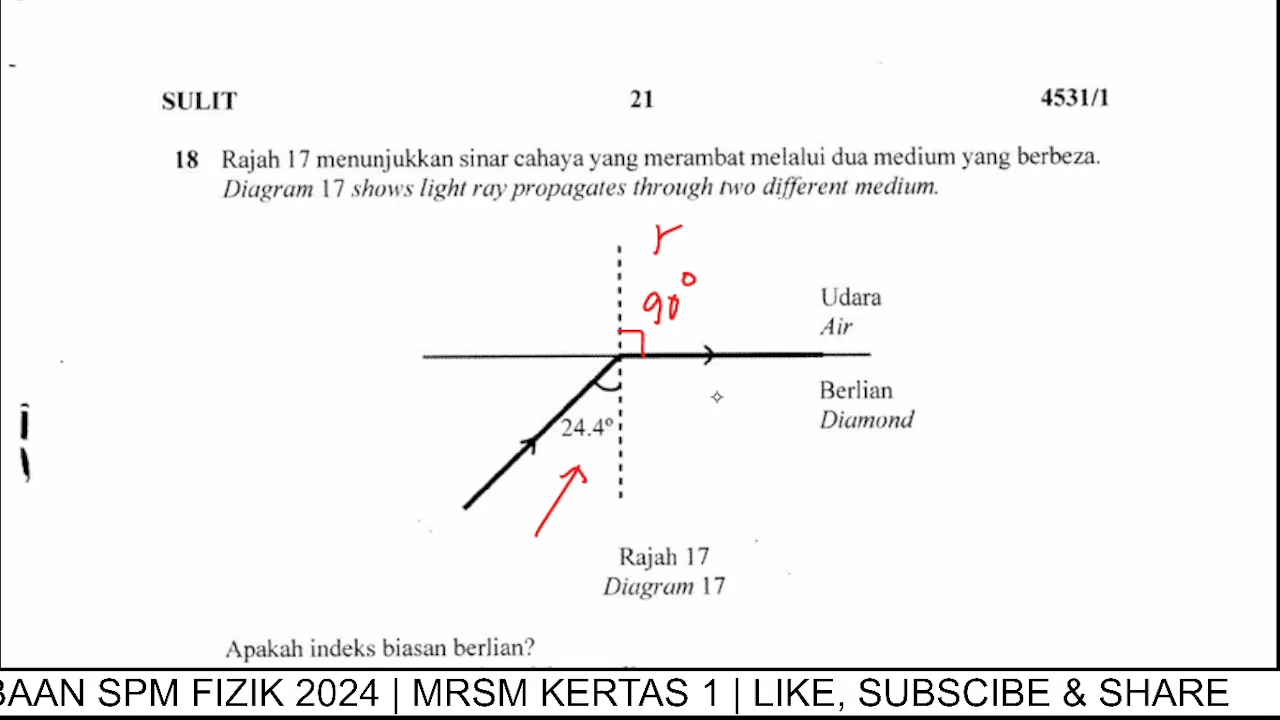 SULIT 21 4531/1
18 Rajah 17 menunjukkan sinar cahaya yang merambat melalui dua medium yang berbeza.
Diagram 17 shows light ray propagates through two different medium.
r
90°
Udara
Air
Berlian
Diamond
24.4°
Rajah 17
Diagram 17
Apakah indeks biasan berlian?
BAAN SPM FIZIK 2024 | MRSM KERTAS 1 | LIKE, SUBSCIBE & SHARE